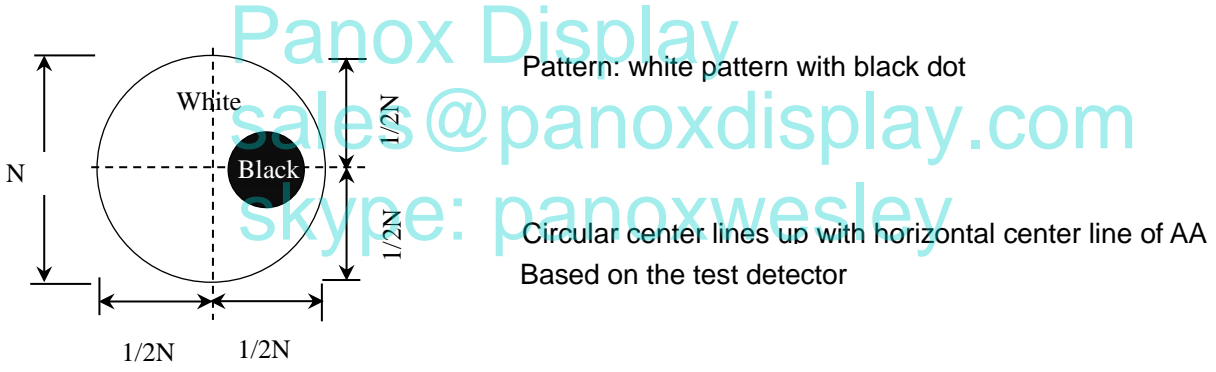 Panox Display
Pattern: white pattern with black dot
White
1/2N
sales@panoxdisplay.com
N
Black
skype: panoxwesley
1/2N
Circular center lines up with horizontal center line of AA
Based on the test detector
1/2N
1/2N